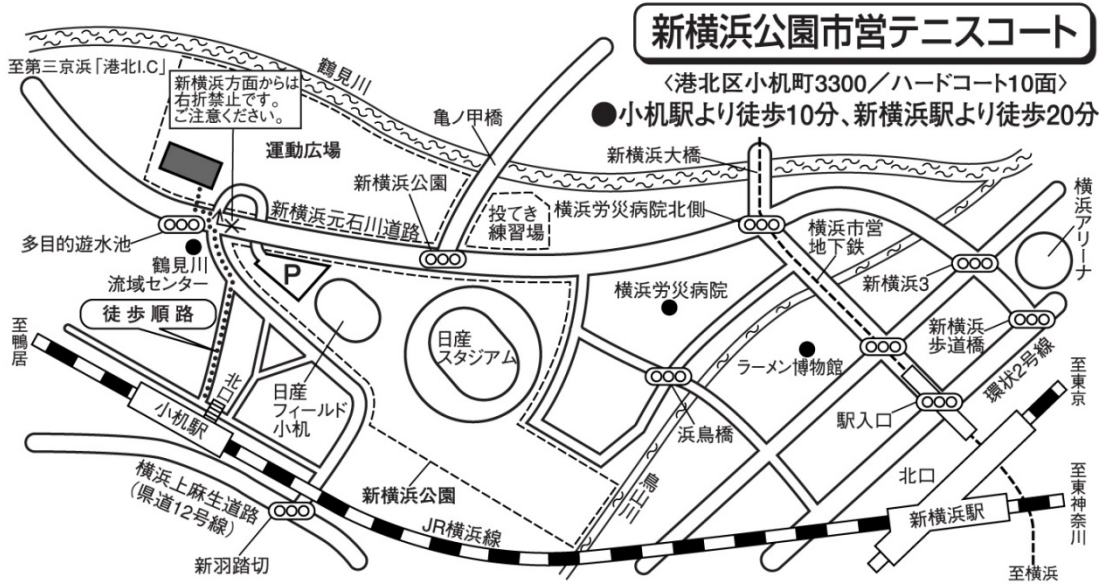 新横浜公園市営テニスコート
〈港北区小机町3300／ハードコート10面〉
●小机駅より徒歩10分、新横浜駅より徒歩20分
至第三京浜「港北I.C」
新横浜方面からは
右折禁止です。
ご注意ください。
鶴見川
亀ノ甲橋
運動広場
新横浜公園
新横浜元石川道路
投てき
練習場
新横浜大橋
横浜労災病院北側
横浜市営
地下鉄
横浜アリーナ
新横浜3
多目的遊水池
鶴見川
流域センター
P
徒歩順路
至鴨居
日産
スタジアム
横浜労災病院
ラーメン博物館
新横浜
歩道橋
環状2号線
至東京
北口
小机駅
日産
フィールド
小机
浜鳥橋
駅入口
横浜上麻生道路
(県道12号線)
新横浜公園
鳥山川
北口
新横浜駅
至東神奈川
JR横浜線
新羽踏切
至横浜